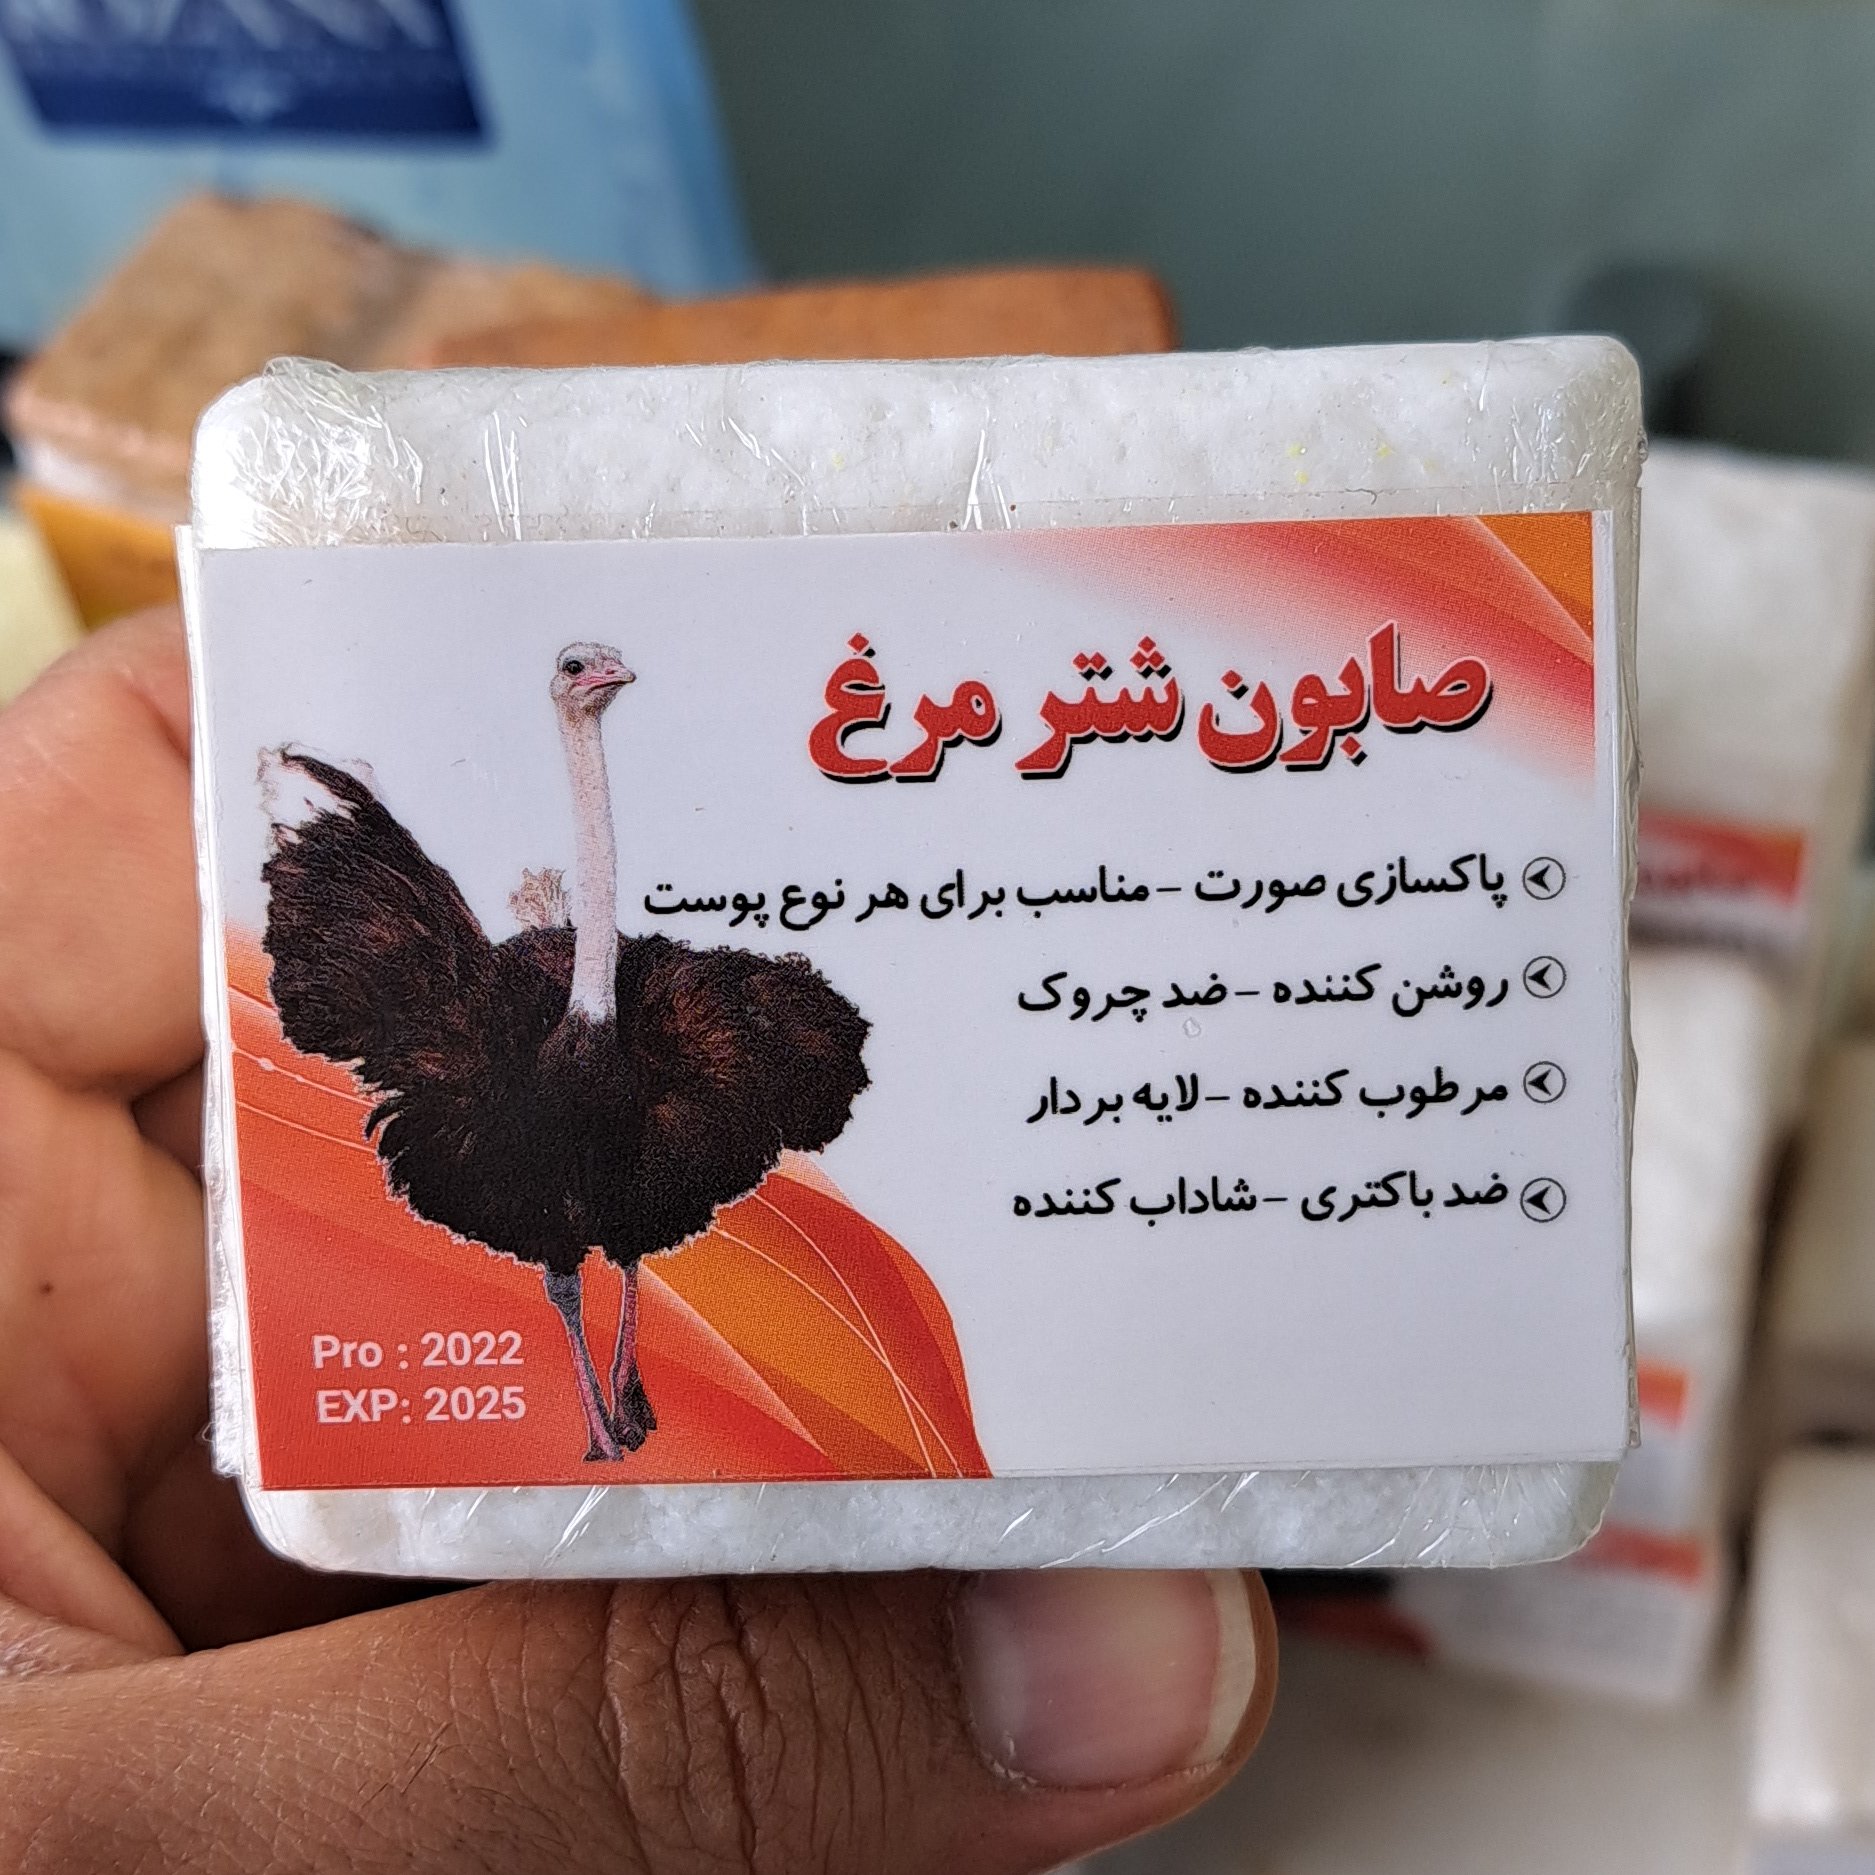 صابون شتر مرغ
پاکسازی صورت - مناسب برای هر نوع پوست
روشن کننده - ضد چروک
مرطوب کننده - لایه بردار
ضد باکتری - شاداب کننده
Pro : 2022
EXP: 2025